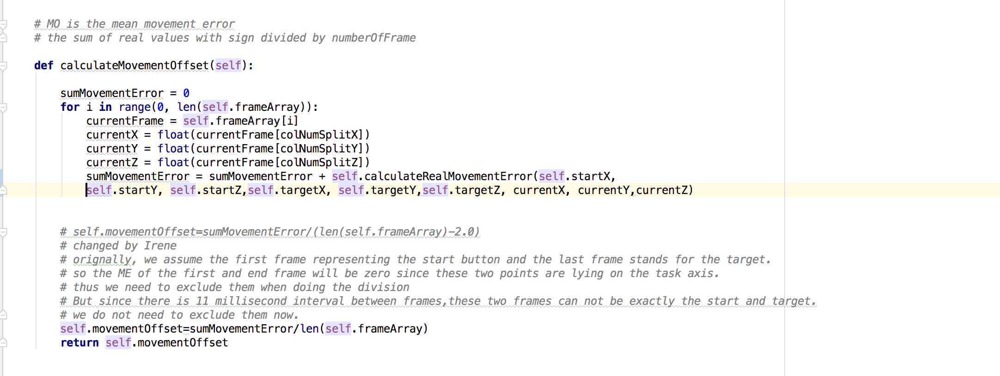 # MO is the mean movement error
# the sum of real values with sign divided by numberOfFrame
def calculateMovementOffset(self):
sumMovementError = 0
for i in range(0, len(self.frameArray)):
currentFrame = self.frameArray[i]
currentX = float(currentFrame[colNumSplitX])
currentY = float(currentFrame[colNumSplitY])
currentZ = float(currentFrame[colNumSplitZ])
sumMovementError = sumMovementError + self.calculateRealMovementError(self.startX,
self.startY, self.startZ,self.targetX, self.targetY,self.targetZ, currentX, currentY,currentZ)
# self.movementOffset=sumMovementError/(len(self.frameArray)-2.0)
# changed by Irene
# orignally, we assume the first frame representing the start button and the last frame stands for the target.
# so the ME of the first and end frame will be zero since these two points are lying on the task axis.
# thus we need to exclude them when doing the division
# But since there is 11 millisecond interval between frames,these two frames can not be exactly the start and target.
# we do not need to exclude them now.
self.movementOffset=sumMovementError/len(self.frameArray)
return self.movementOffset